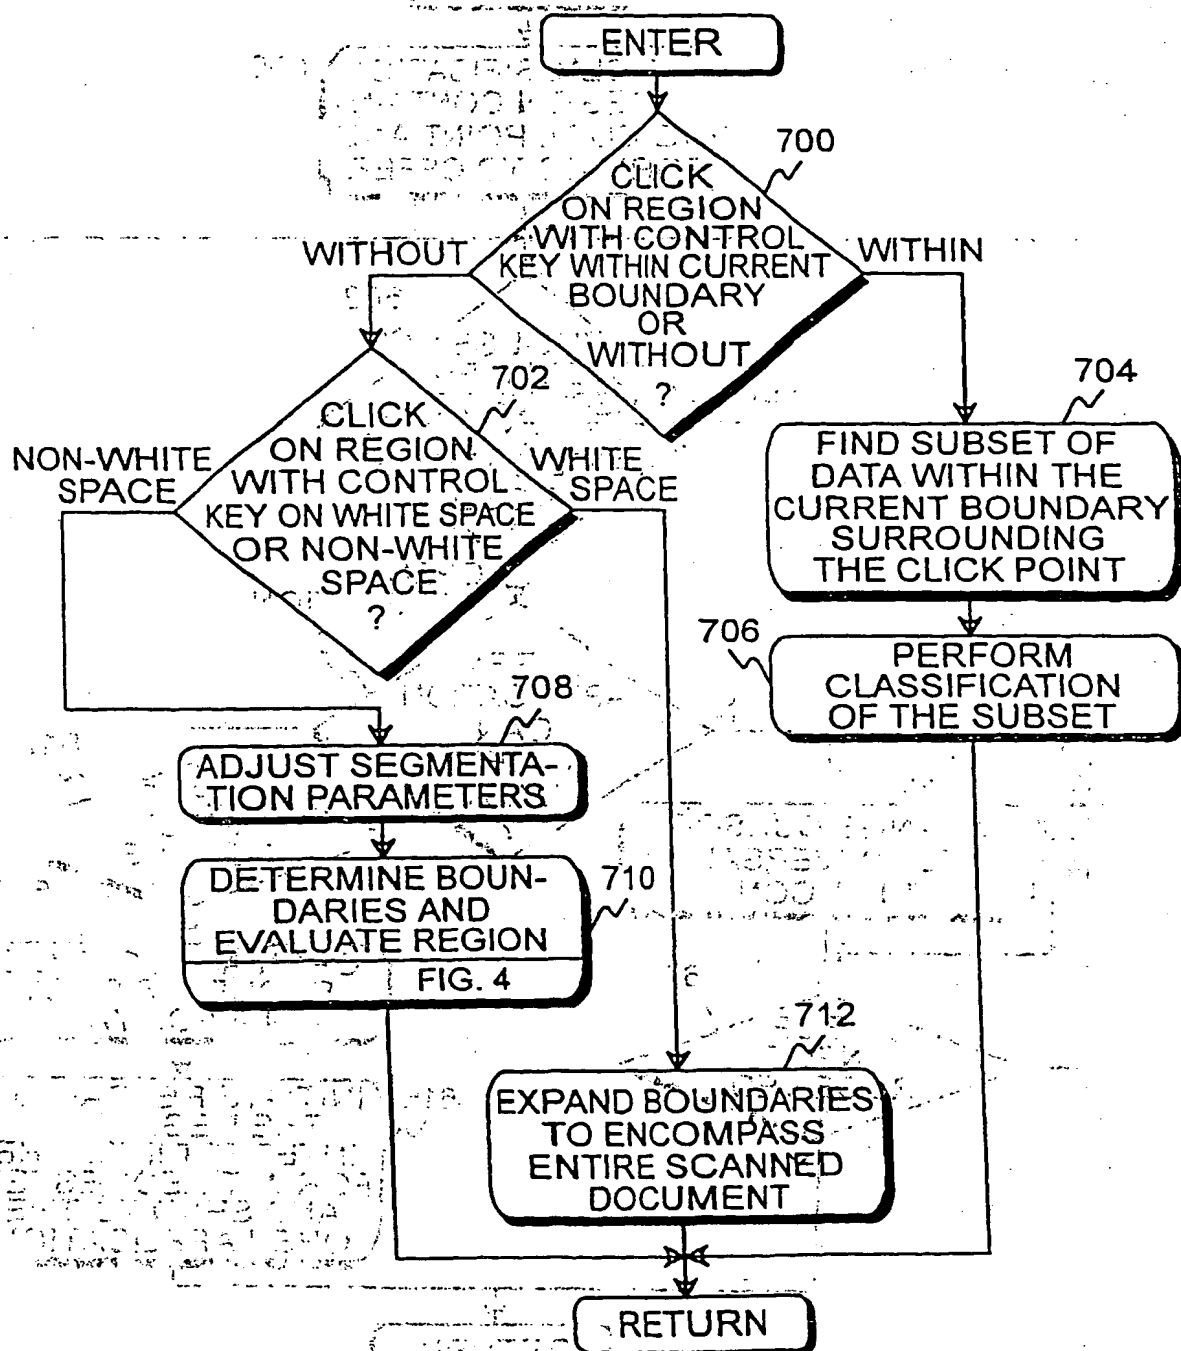 ENTER
700
CLICK
ON REGION
WITH CONTROL
KEY WITHIN CURRENT
BOUNDARY
OR
WITHOUT
?
WITHOUT
WITHIN
702
CLICK
ON REGION
WITH CONTROL
KEY ON WHITE SPACE
OR NON-WHITE
SPACE
?
NON-WHITE
SPACE
WHITE
SPACE
704
FIND SUBSET OF
DATA WITHIN THE
CURRENT BOUNDARY
SURROUNDING
THE CLICK POINT
706
PERFORM
CLASSIFICATION
OF THE SUBSET
708
ADJUST SEGMENTA-
TION PARAMETERS
710
DETERMINE BOUN-
DARIES AND
EVALUATE REGION
FIG. 4
712
EXPAND BOUNDARIES
TO ENCOMPASS
ENTIRE SCANNED
DOCUMENT
RETURN